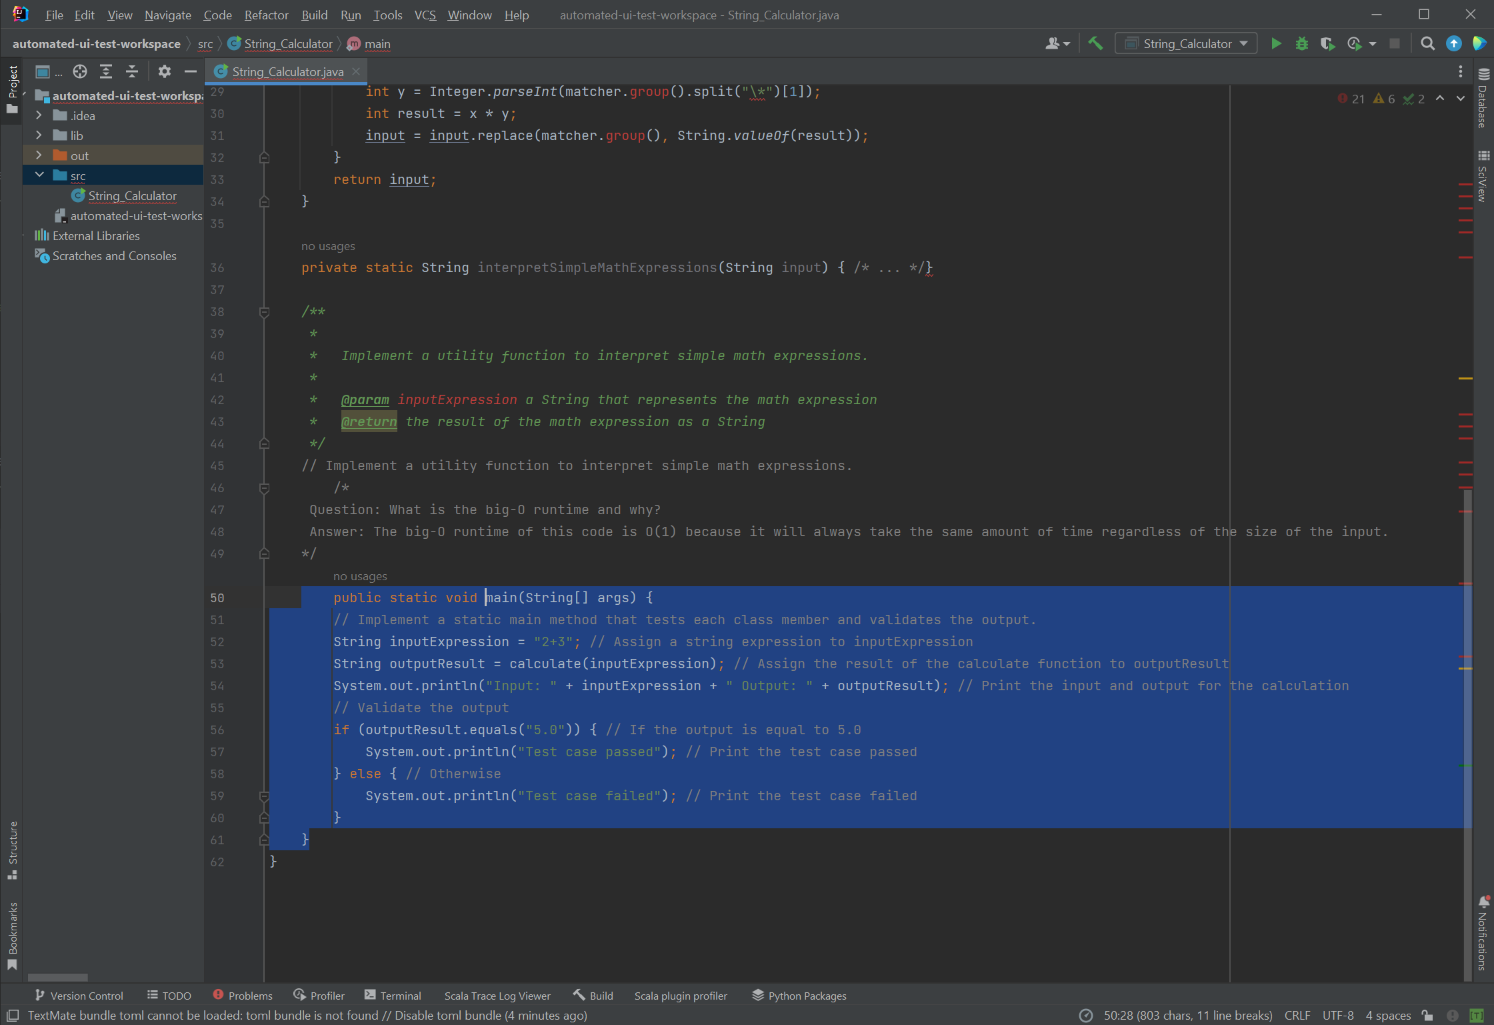 File Edit View Navigate Code Refactor Build Run Tools VCS Window Help automated-ui-test-workspace - String_Calculator.java
automated-ui-test-workspace src String_Calculator main String_Calculator
Project
... String_Calculator.java
automated-ui-test-worksp
.idea
lib
out
src
String_Calculator
automated-ui-test-works
External Libraries
Scratches and Consoles
21 6 2
29 int y = Integer.parseInt(matcher.group().split("\*")[1]);
30 int result = x * y;
31 input = input.replace(matcher.group(), String.valueOf(result));
32 }
33 return input;
34 }
35
no usages
36 private static String interpretSimpleMathExpressions(String input) { /* ... */}
37
38 /**
39 *
40 * Implement a utility function to interpret simple math expressions.
41 *
42 * @param inputExpression a String that represents the math expression
43 * @return the result of the math expression as a String
44 */
45 // Implement a utility function to interpret simple math expressions.
46 /*
47 Question: What is the big-O runtime and why?
48 Answer: The big-O runtime of this code is O(1) because it will always take the same amount of time regardless of the size of the input.
49 */
no usages
50 public static void main(String[] args) {
51 // Implement a static main method that tests each class member and validates the output.
52 String inputExpression = "2+3"; // Assign a string expression to inputExpression
53 String outputResult = calculate(inputExpression); // Assign the result of the calculate function to outputResult
54 System.out.println("Input: " + inputExpression + " Output: " + outputResult); // Print the input and output for the calculation
55 // Validate the output
56 if (outputResult.equals("5.0")) { // If the output is equal to 5.0
57 System.out.println("Test case passed"); // Print the test case passed
58 } else { // Otherwise
59 System.out.println("Test case failed"); // Print the test case failed
60 }
61 }
62 }
Database
SciView
Notifications
Structure
Bookmarks
Version Control TODO Problems Profiler Terminal Scala Trace Log Viewer Build Scala plugin profiler Python Packages
TextMate bundle toml cannot be loaded: toml bundle is not found // Disable toml bundle (4 minutes ago) 50:28 (803 chars, 11 line breaks) CRLF UTF-8 4 spaces